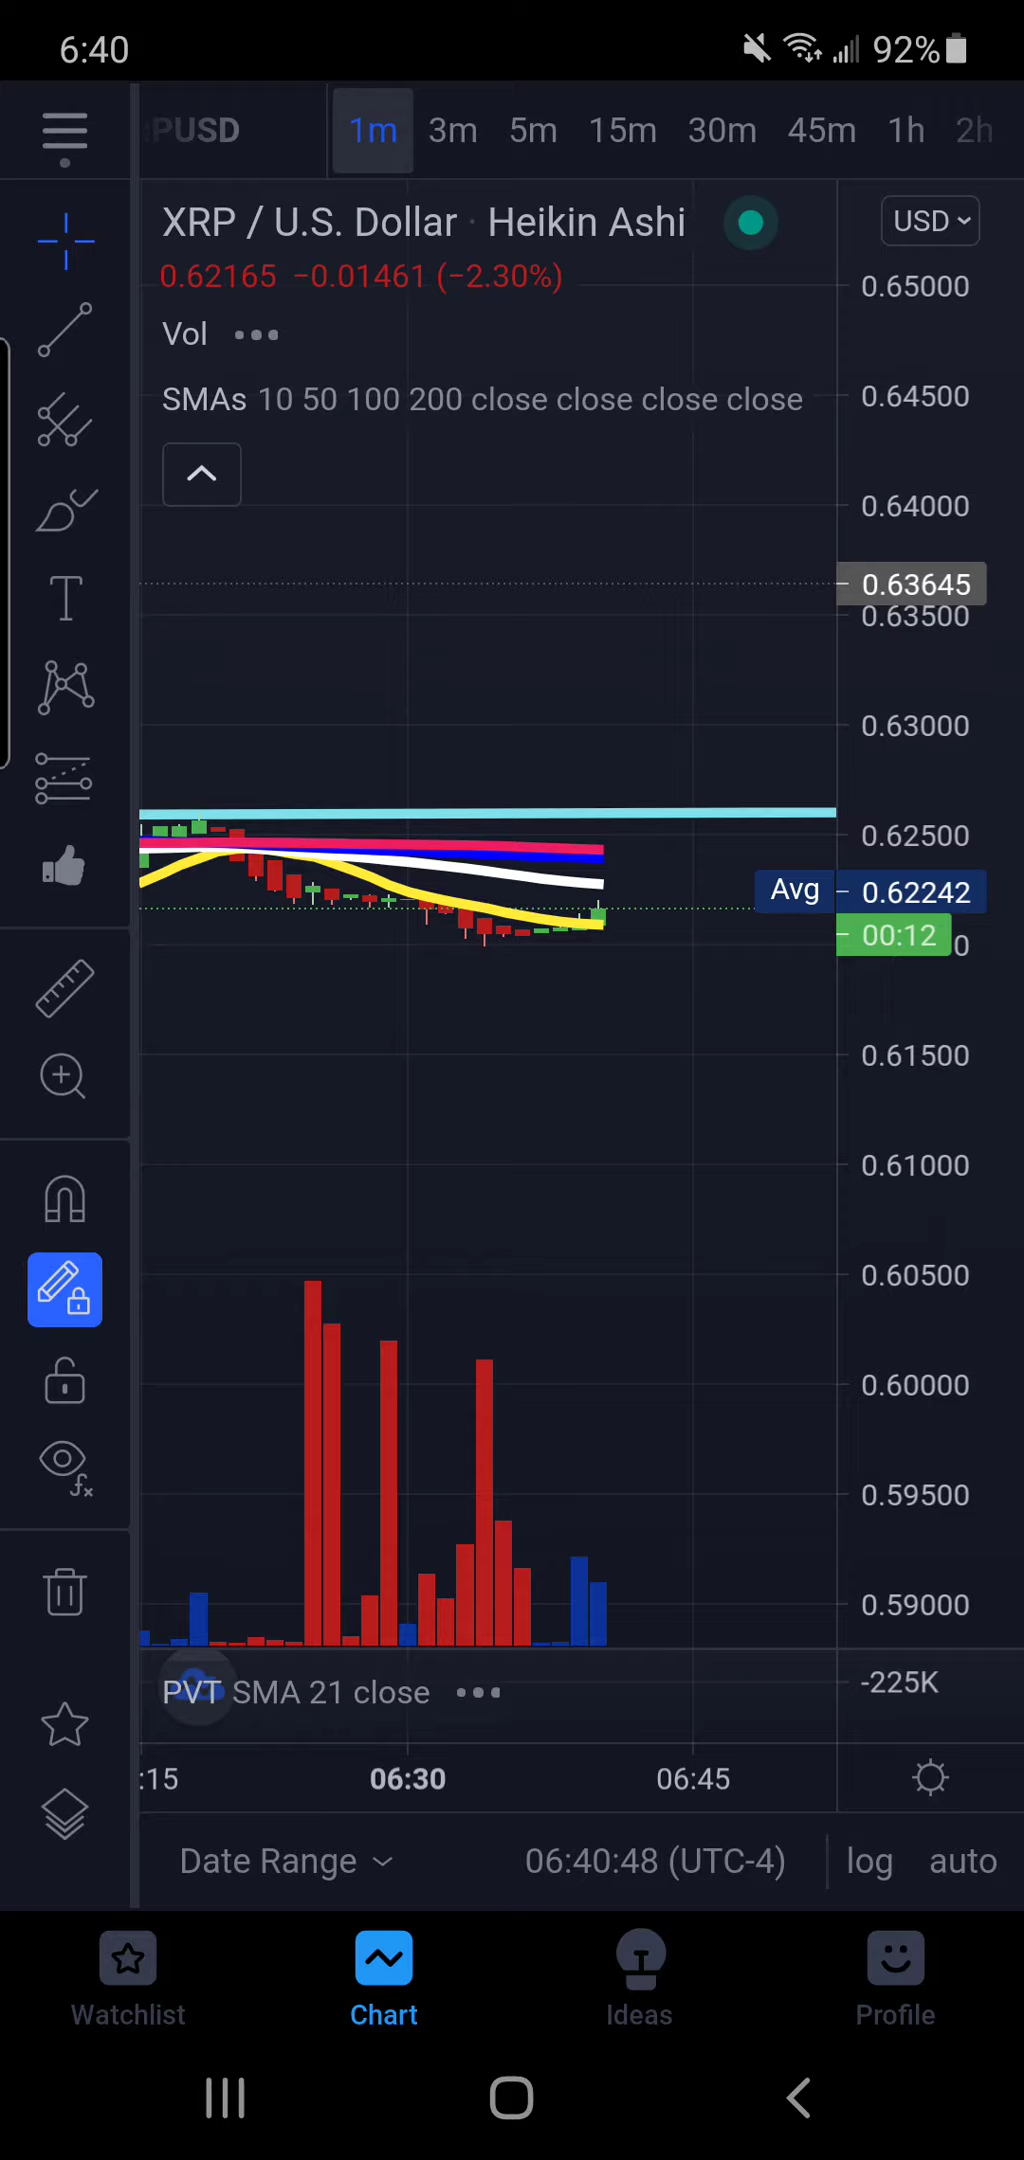 6:40 92%
:PUSD 1m 3m 5m 15m 30m 45m 1h 2h
XRP / U.S. Dollar · Heikin Ashi USD
0.62165 −0.01461 (−2.30%)
Vol
SMAs 10 50 100 200 close close close close
0.65000
0.64500
0.64000
0.63645
0.63500
0.63000
0.62500
Avg 0.62242
00:12 0
0.61500
0.61000
0.60500
0.60000
0.59500
0.59000
PVT SMA 21 close -225K
:15 06:30 06:45
Date Range 06:40:48 (UTC-4) log auto
Watchlist Chart Ideas Profile